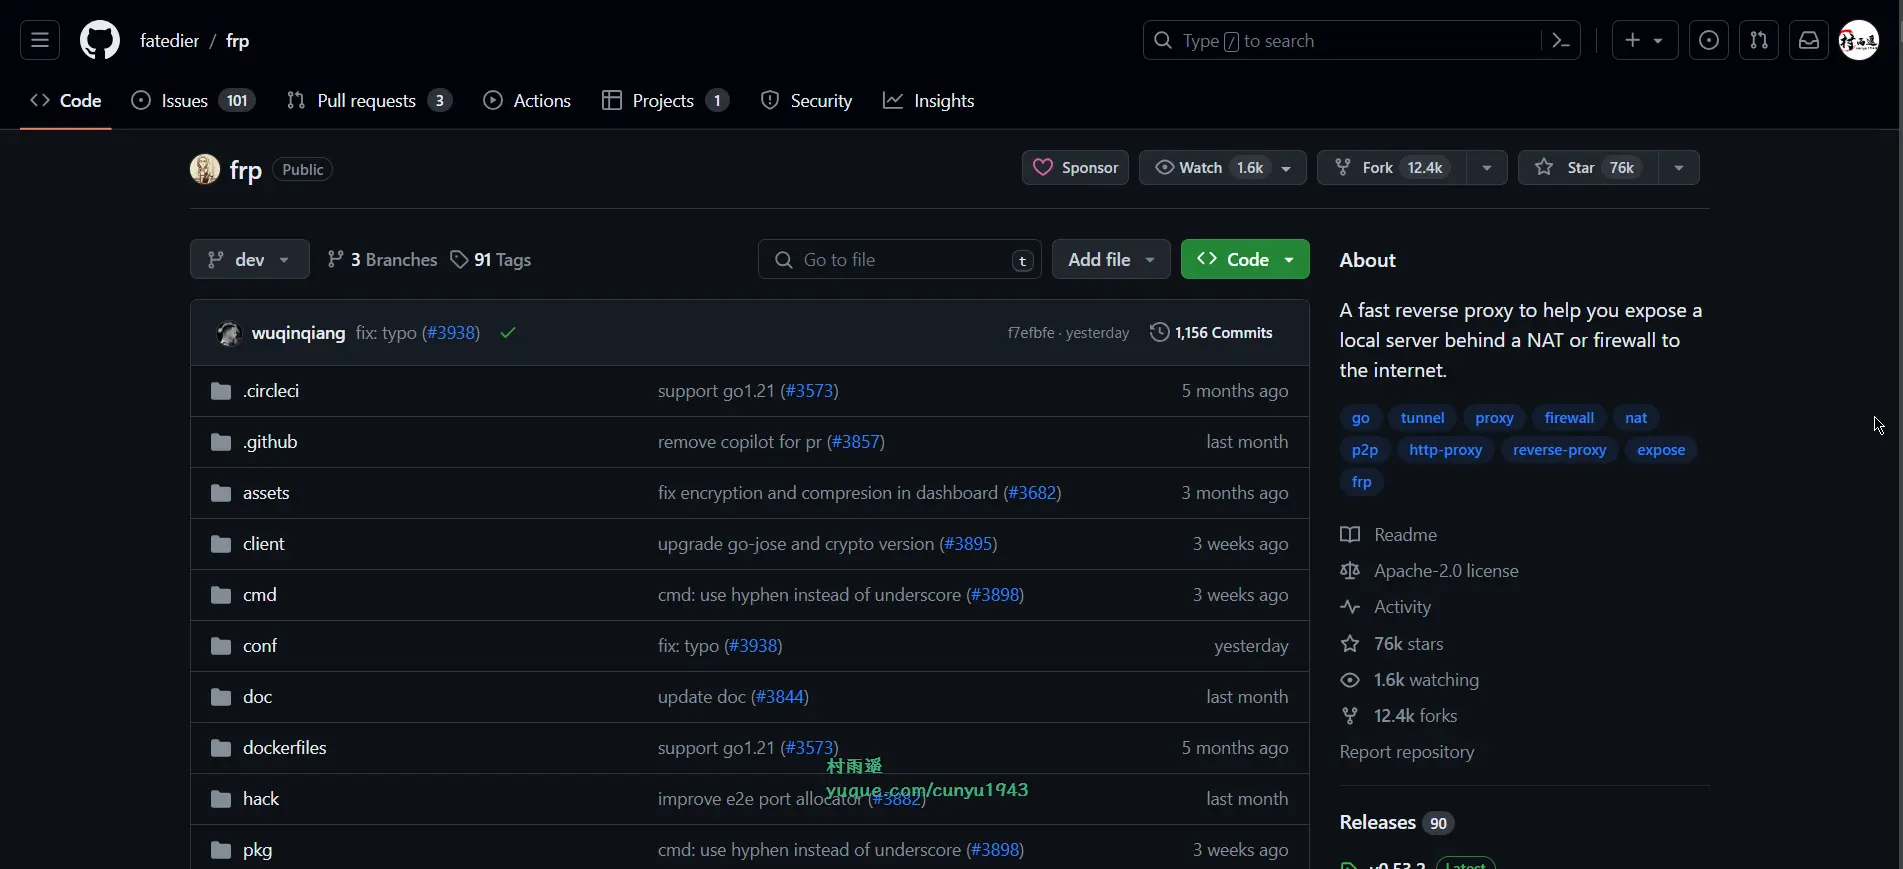 fatedier / frp
Type / to search
Code Issues 101 Pull requests 3 Actions Projects 1 Security Insights
frp Public
Sponsor Watch 1.6k Fork 12.4k Star 76k
dev 3 Branches 91 Tags Go to file t Add file Code
wuqinqiang fix: typo (#3938) f7efbfe · yesterday 1,156 Commits
.circleci support go1.21 (#3573) 5 months ago
.github remove copilot for pr (#3857) last month
assets fix encryption and compresion in dashboard (#3682) 3 months ago
client upgrade go-jose and crypto version (#3895) 3 weeks ago
cmd cmd: use hyphen instead of underscore (#3898) 3 weeks ago
conf fix: typo (#3938) yesterday
doc update doc (#3844) last month
dockerfiles support go1.21 (#3573) 5 months ago
村雨遥
yuque.com/cunyu1943
hack improve e2e port allocator (#3882) last month
pkg cmd: use hyphen instead of underscore (#3898) 3 weeks ago
About
A fast reverse proxy to help you expose a
local server behind a NAT or firewall to
the internet.
go tunnel proxy firewall nat
p2p http-proxy reverse-proxy expose
frp
Readme
Apache-2.0 license
Activity
76k stars
1.6k watching
12.4k forks
Report repository
Releases 90
v0.53.2 Latest